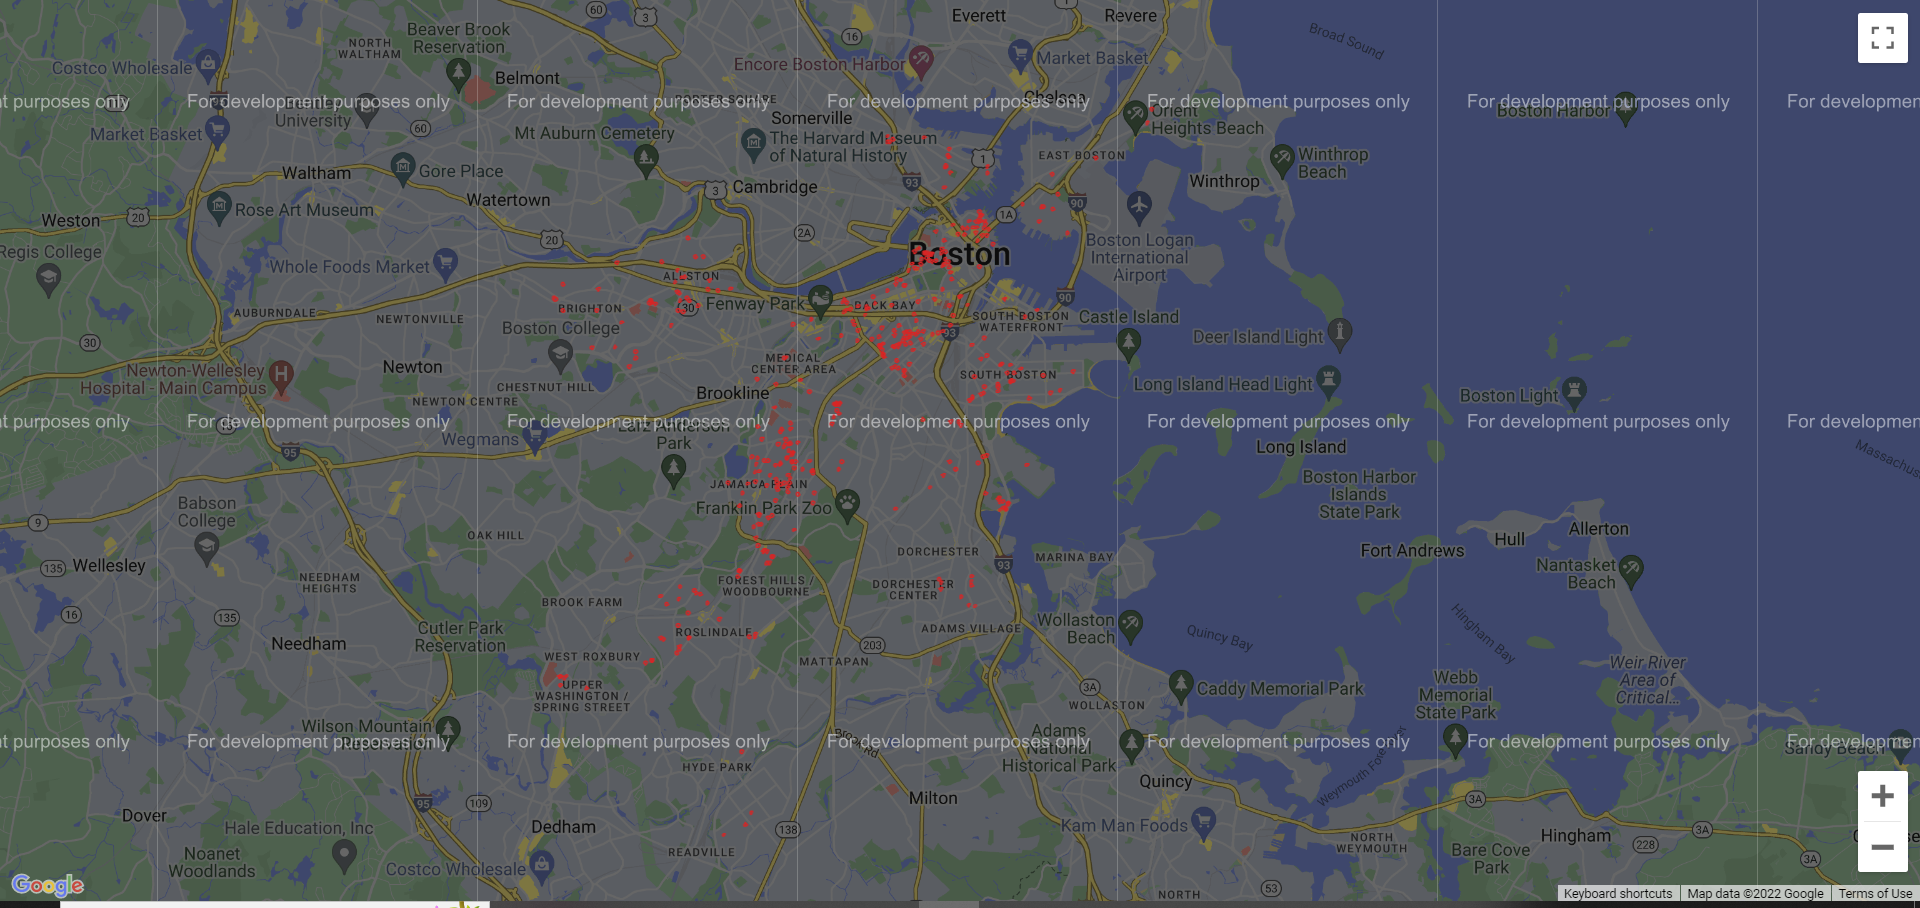 Everett
Revere
Broad Sound
Beaver Brook
Reservation
NORTH
WALTHAM
Costco Wholesale
Encore Boston Harbor
Market Basket
Belmont
Chelsea
PORTER SQUARE
t purposes only
For development purposes only
For development purposes only
For development purposes only
For development purposes only
For development purposes only
For developmen
Boston Harbor
University
Market Basket
Mt Auburn Cemetery
Somerville
The Harvard Museum
of Natural History
Orient
Heights Beach
EAST BOSTON
Winthrop
Beach
Waltham
Gore Place
Cambridge
Winthrop
Watertown
Weston
Rose Art Museum
Regis College
Whole Foods Market
Boston
Boston Logan
International
Airport
ALLSTON
BRIGHTON
Fenway Park
BACK BAY
AUBURNDALE
NEWTONVILLE
Boston College
SOUTH BOSTON
WATERFRONT
Castle Island
Deer Island Light
Newton-Wellesley
Hospital - Main Campus
Newton
MEDICAL
CENTER AREA
SOUTH BOSTON
CHESTNUT HILL
Brookline
Long Island Head Light
Boston Light
NEWTON CENTRE
t purposes only
For development purposes only
For development purposes only
For development purposes only
For development purposes only
For development purposes only
For developmen
Larz Anderson
Park
Wegmans
Long Island
Massachus
Boston Harbor
Islands
State Park
JAMAICA PLAIN
Franklin Park Zoo
Babson
College
OAK HILL
Allerton
Hull
Fort Andrews
DORCHESTER
MARINA BAY
Wellesley
Nantasket
Beach
NEEDHAM
HEIGHTS
FOREST HILLS /
WOODBOURNE
DORCHESTER
CENTER
BROOK FARM
Cutler Park
Reservation
Wollaston
Beach
Quincy Bay
Hingham Bay
ROSLINDALE
ADAMS VILLAGE
Needham
WEST ROXBURY
MATTAPAN
Weir River
Area of
Critical...
UPPER
WASHINGTON /
SPRING STREET
Caddy Memorial Park
Webb
Memorial
State Park
WOLLASTON
Wilson Mountain
Adams
National
Historical Park
Brook Rd
t purposes only
For development purposes only
For development purposes only
For development purposes only
For development purposes only
For development purposes only
For developmen
Sandy Beach
HYDE PARK
Quincy
Milton
Dover
Dedham
Hale Education, Inc
Kam Man Foods
NORTH
WEYMOUTH
Hingham
Noanet
Woodlands
READVILLE
Bare Cove
Park
Costco Wholesale
NORTH
Google
Keyboard shortcuts
Map data ©2022 Google
Terms of Use